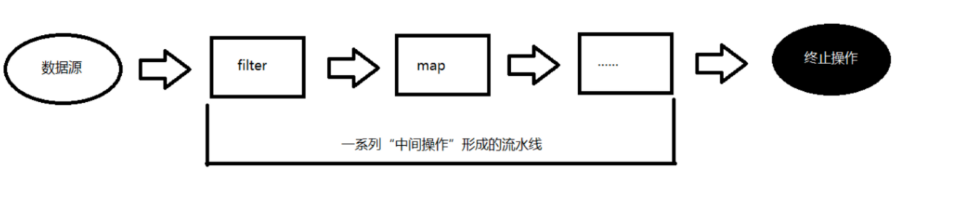 数据源
filter
map
......
终止操作
一系列“中间操作”形成的流水线